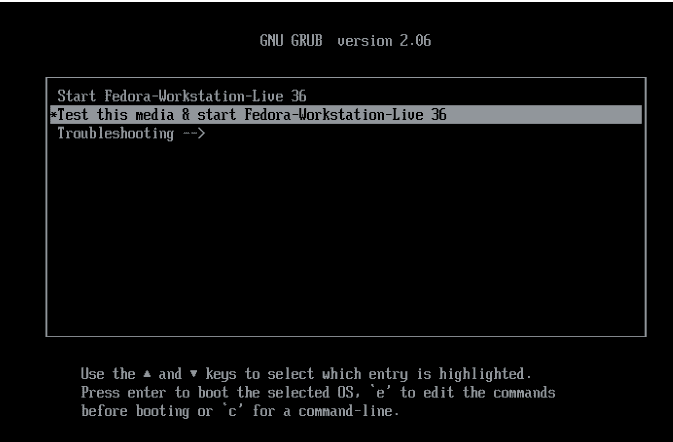 GNU GRUB version 2.06
Start Fedora-Workstation-Live 36
*Test this media & start Fedora-Workstation-Live 36
Troubleshooting -->
Use the ▲ and ▼ keys to select which entry is highlighted.
Press enter to boot the selected OS, `e' to edit the commands
before booting or `c' for a command-line.